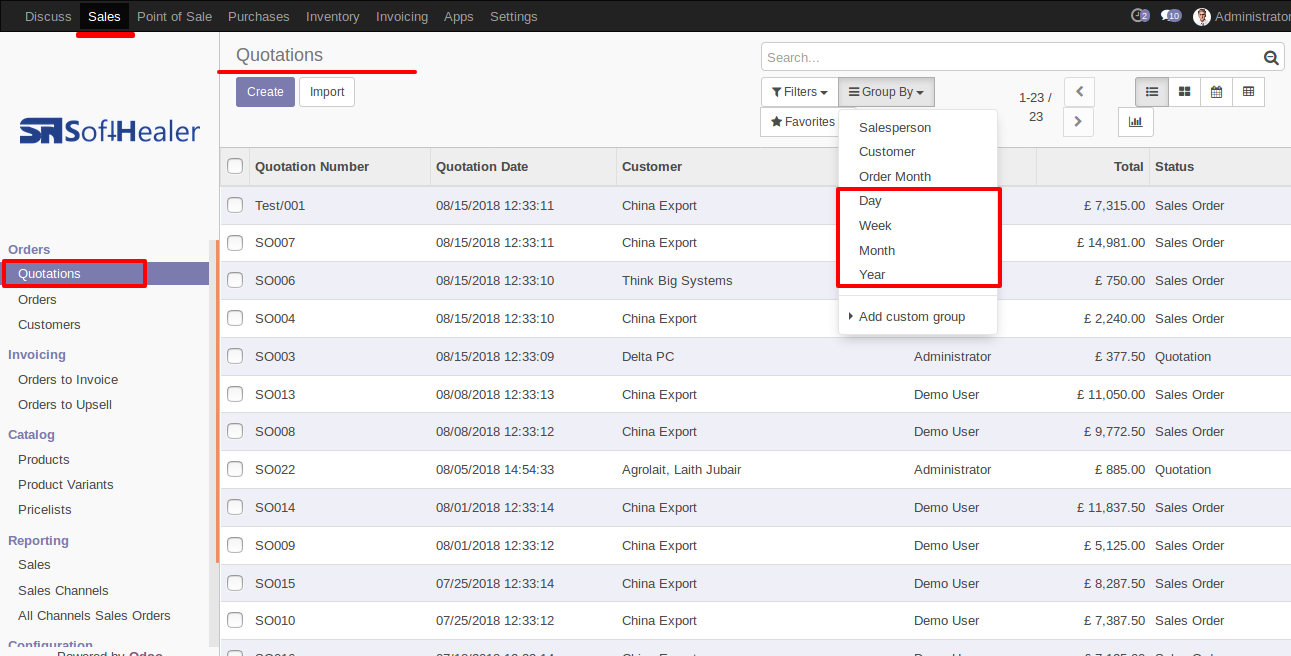 Discuss Sales Point of Sale Purchases Inventory Invoicing Apps Settings 2 10 Administrator
SoftHealer
Orders
Quotations
Orders
Customers
Invoicing
Orders to Invoice
Orders to Upsell
Catalog
Products
Product Variants
Pricelists
Reporting
Sales
Sales Channels
All Channels Sales Orders
Configuration
Powered by Odoo
Quotations
Search...
Create Import
Filters Group By
Favorites
1-23 /
23
Salesperson
Customer
Order Month
Day
Week
Month
Year
Add custom group
Quotation Number Quotation Date Customer Total Status
Test/001 08/15/2018 12:33:11 China Export £ 7,315.00 Sales Order
SO007 08/15/2018 12:33:11 China Export £ 14,981.00 Sales Order
SO006 08/15/2018 12:33:10 Think Big Systems £ 750.00 Sales Order
SO004 08/15/2018 12:33:10 China Export £ 2,240.00 Sales Order
SO003 08/15/2018 12:33:09 Delta PC Administrator £ 377.50 Quotation
SO013 08/08/2018 12:33:13 China Export Demo User £ 11,050.00 Sales Order
SO008 08/08/2018 12:33:12 China Export Demo User £ 9,772.50 Sales Order
SO022 08/05/2018 14:54:33 Agrolait, Laith Jubair Administrator £ 885.00 Quotation
SO014 08/01/2018 12:33:14 China Export Demo User £ 11,837.50 Sales Order
SO009 08/01/2018 12:33:12 China Export Demo User £ 5,125.00 Sales Order
SO015 07/25/2018 12:33:14 China Export Demo User £ 8,287.50 Sales Order
SO010 07/25/2018 12:33:12 China Export Demo User £ 7,387.50 Sales Order
China Export Demo User Sales Order